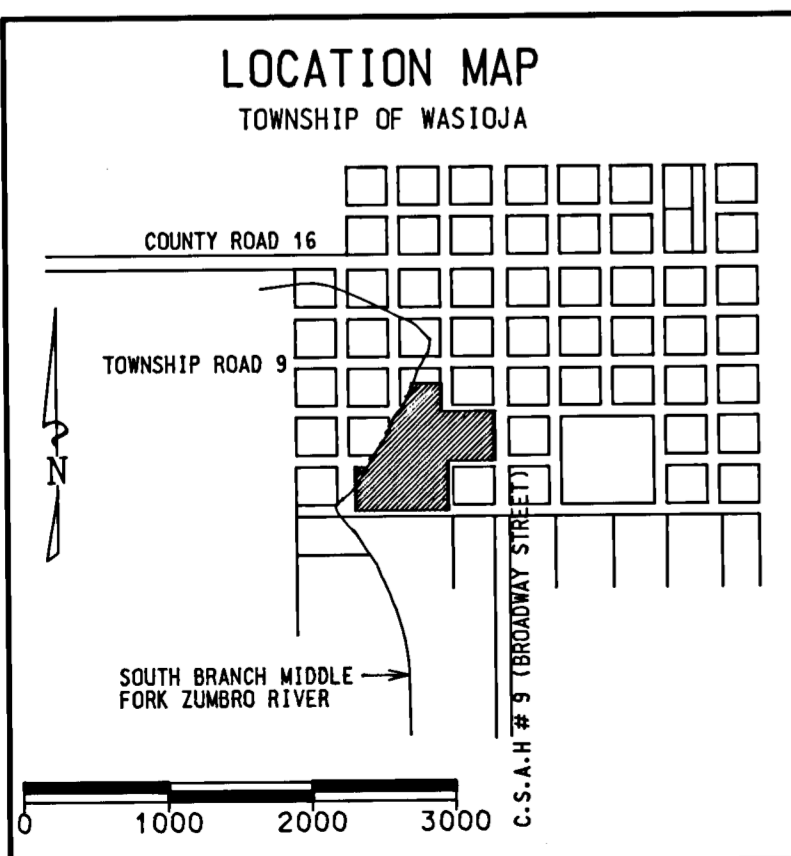 LOCATION MAP
TOWNSHIP OF WASIOJA
COUNTY ROAD 16
TOWNSHIP ROAD 9
N
C.S.A.H # 9 (BROADWAY STREET)
SOUTH BRANCH MIDDLE
FORK ZUMBRO RIVER
0 1000 2000 3000